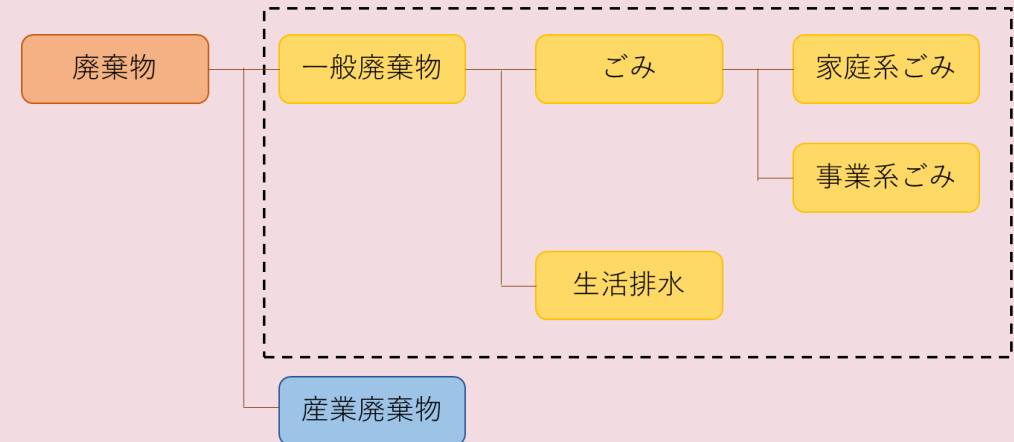 廃棄物
一般廃棄物
ごみ
家庭系ごみ
事業系ごみ
生活排水
産業廃棄物